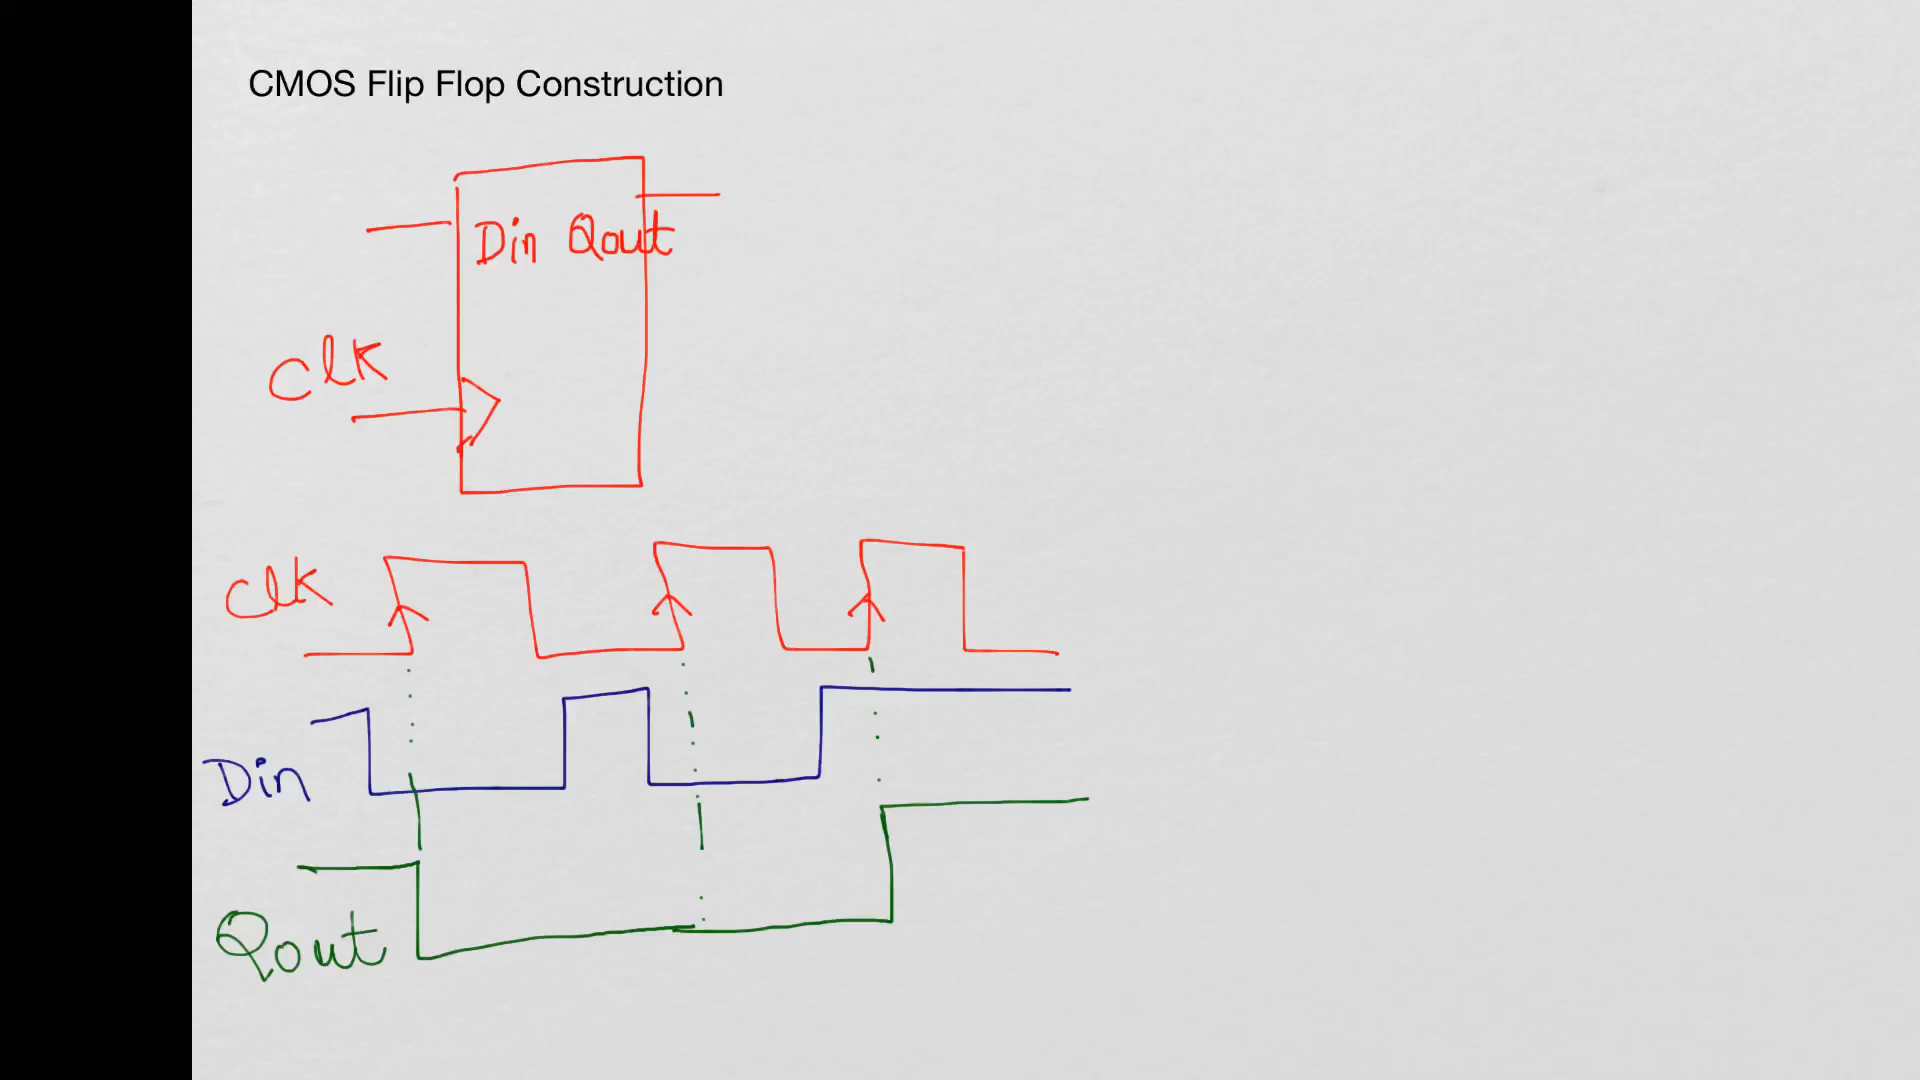 CMOS Flip Flop Construction
Din Qout
Clk
Clk
Din
Qout